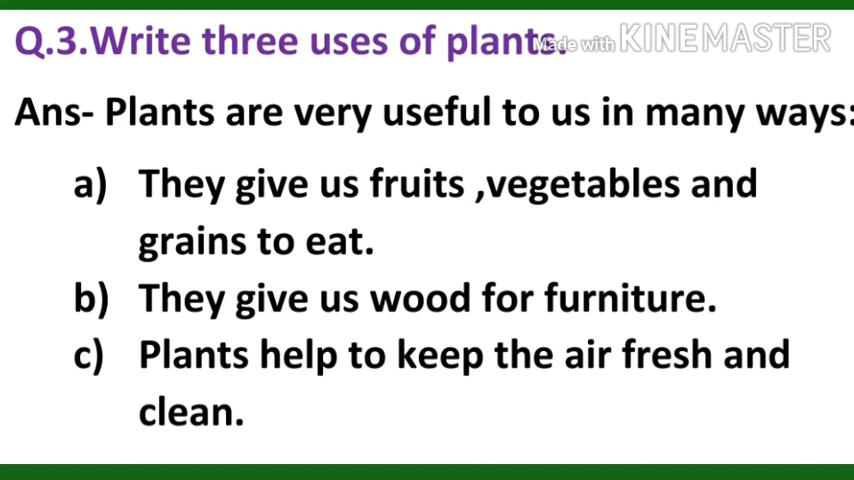 Q.3.Write three uses of plants.
Made with KINEMASTER
Ans- Plants are very useful to us in many ways:
a) They give us fruits ,vegetables and
grains to eat.
b) They give us wood for furniture.
c) Plants help to keep the air fresh and
clean.